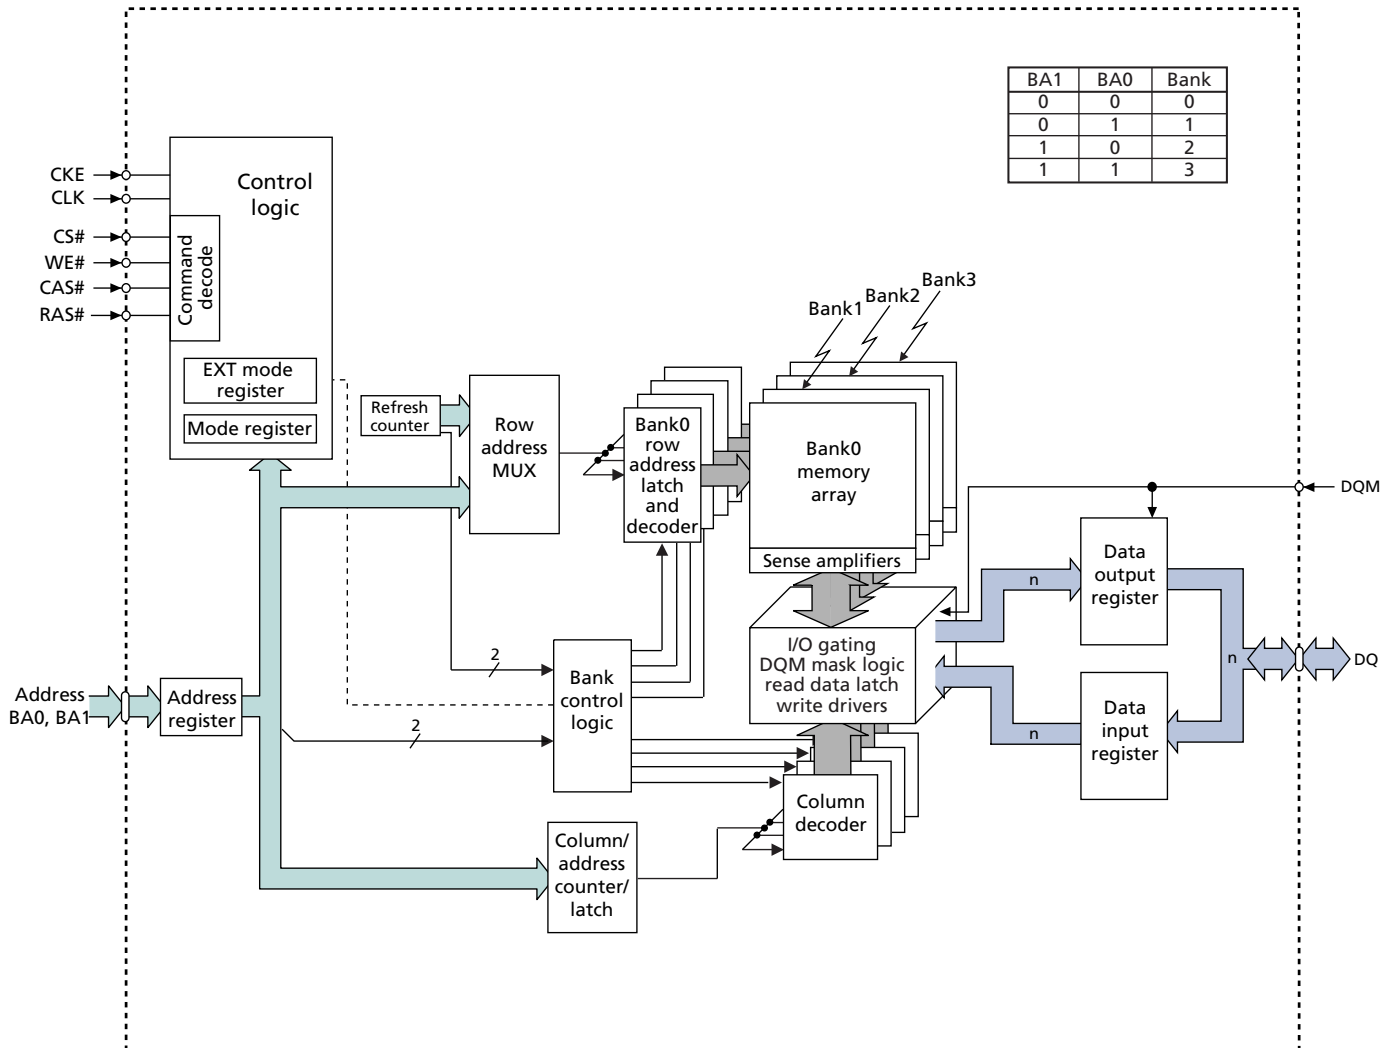 BA1 BA0 Bank
0 0 0
0 1 1
1 0 2
1 1 3
CKE
CLK
CS#
WE#
CAS#
RAS#
Control
logic
Command
decode
EXT mode
register
Mode register
Refresh
counter
Row
address
MUX
Bank0
row
address
latch
and
decoder
Bank1
Bank2
Bank3
Bank0
memory
array
Sense amplifiers
DQM
Data
output
register
n
I/O gating
DQM mask logic
read data latch
write drivers
n
DQ
Data
input
register
n
2
Bank
control
logic
2
Address
BA0, BA1
Address
register
Column
decoder
Column/
address
counter/
latch